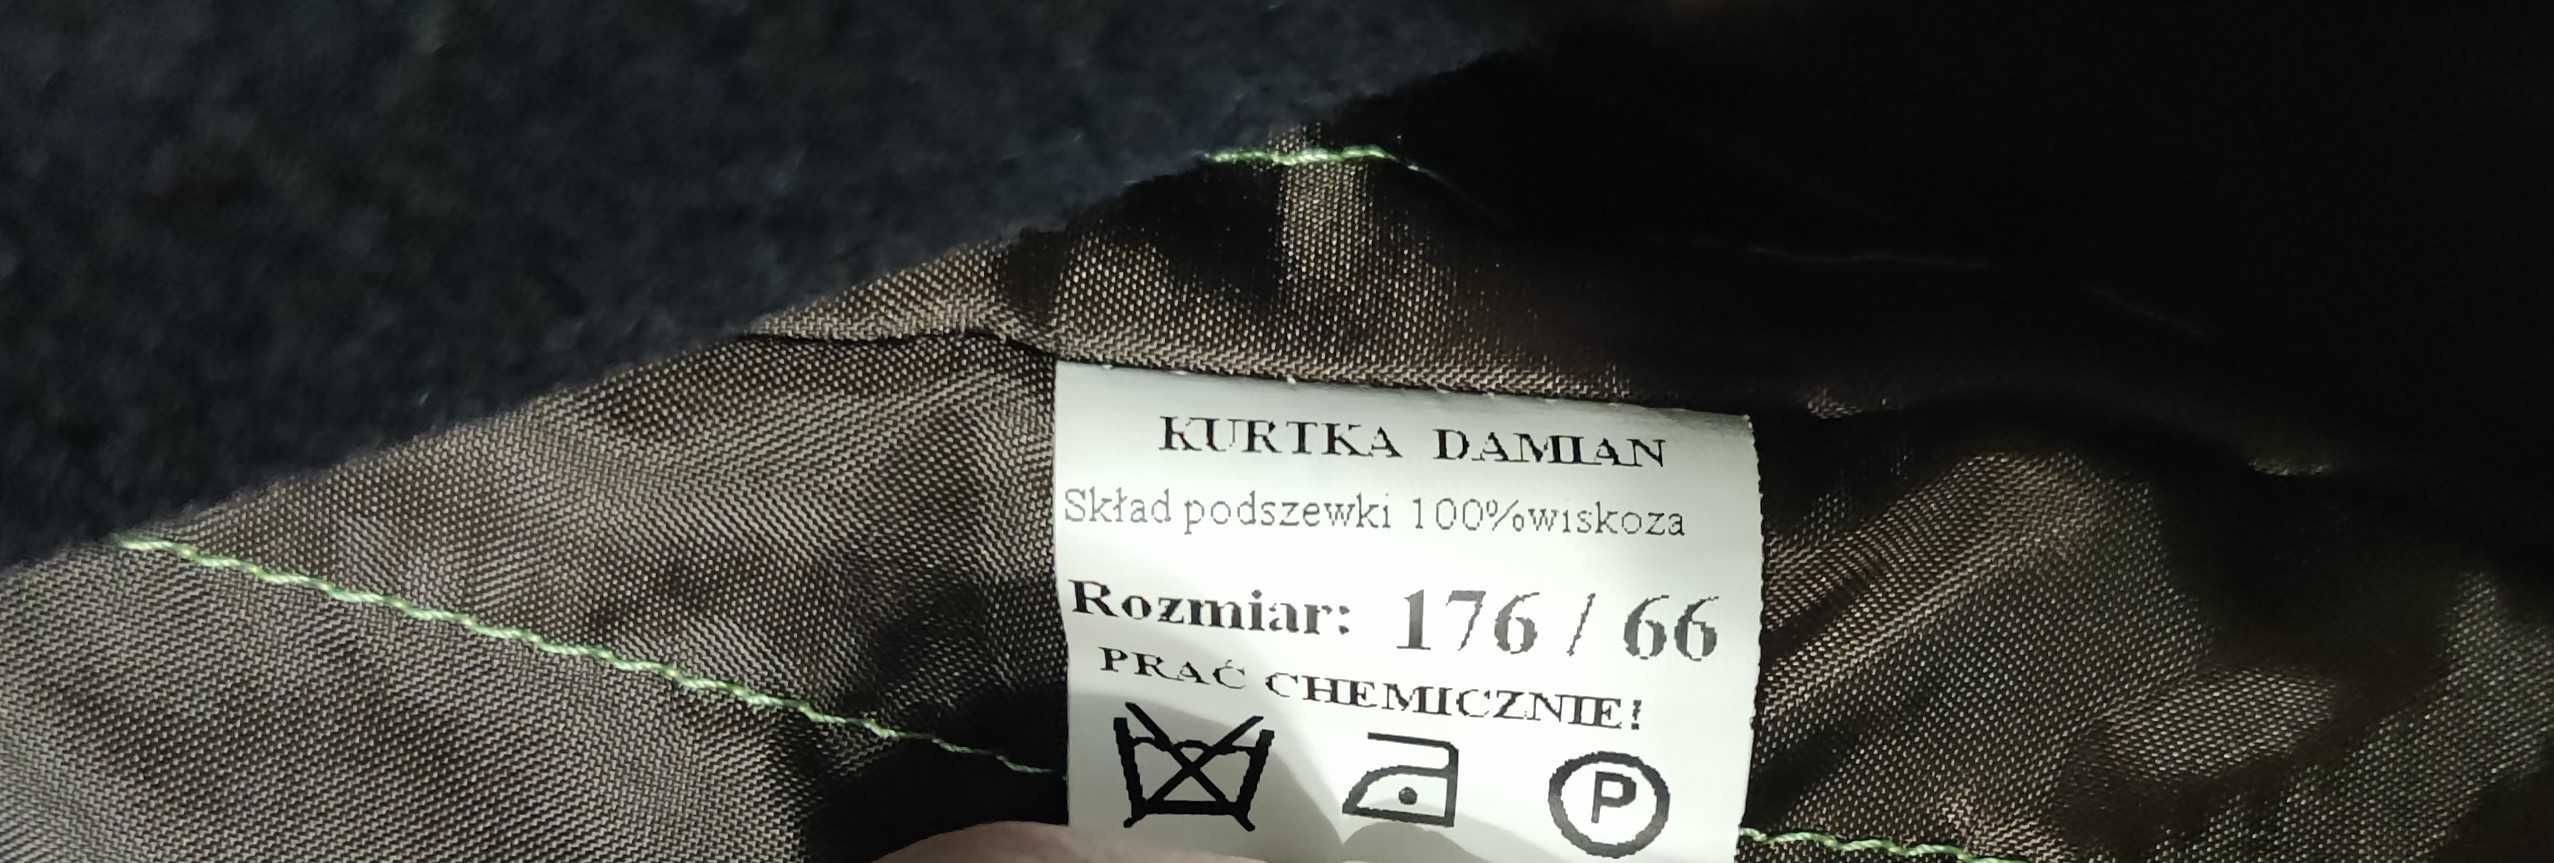 KURTKA DAMIAN
Skład podszewki 100%wiskoza
Rozmiar: 176 / 66
PRAĆ CHEMICZNIE!
P